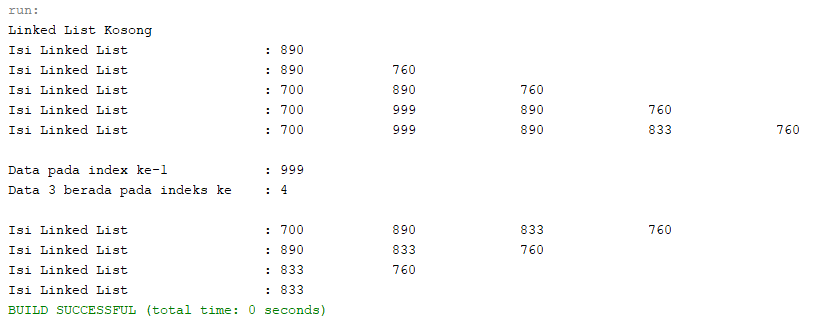 run:
Linked List Kosong
Isi Linked List : 890
Isi Linked List : 890 760
Isi Linked List : 700 890 760
Isi Linked List : 700 999 890 760
Isi Linked List : 700 999 890 833 760
Data pada index ke-1 : 999
Data 3 berada pada indeks ke : 4
Isi Linked List : 700 890 833 760
Isi Linked List : 890 833 760
Isi Linked List : 833 760
Isi Linked List : 833
BUILD SUCCESSFUL (total time: 0 seconds)